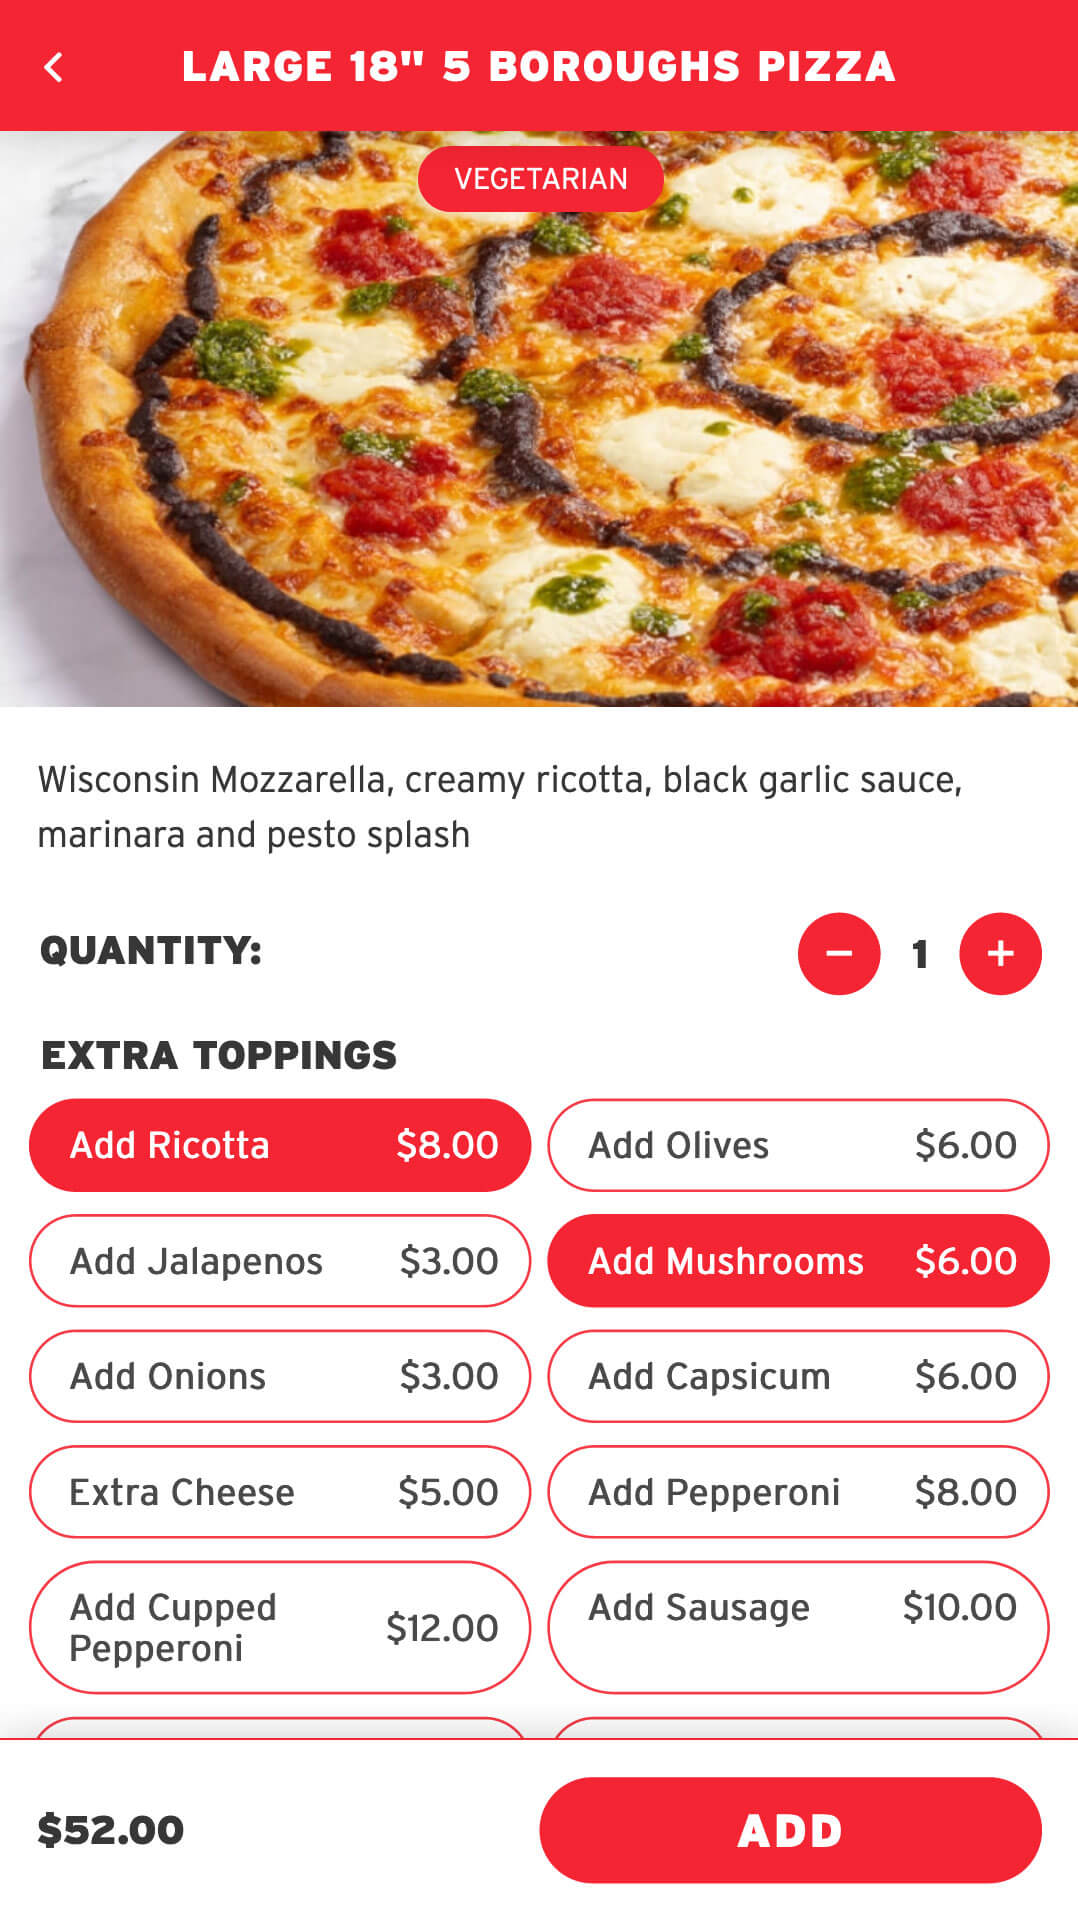 LARGE 18" 5 BOROUGHS PIZZA
VEGETARIAN
Wisconsin Mozzarella, creamy ricotta, black garlic sauce,
marinara and pesto splash
QUANTITY:
1
EXTRA TOPPINGS
Add Ricotta $8.00
Add Olives $6.00
Add Jalapenos $3.00
Add Mushrooms $6.00
Add Onions $3.00
Add Capsicum $6.00
Extra Cheese $5.00
Add Pepperoni $8.00
Add Cupped
Pepperoni
$12.00
Add Sausage $10.00
$52.00
ADD